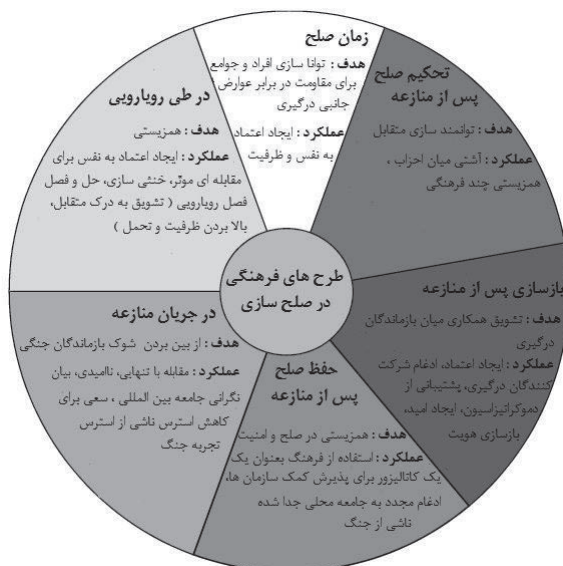 زمان صلح
هدف : توانا سازی افراد و جوامع
برای مقاومت در برابر عوارض
جانبی درگیری
عملکرد : ایجاد اعتماد
به نفس و ظرفیت
تحکیم صلح
پس از منازعه
هدف : توانمند سازی متقابل
عملکرد : آشتی میان احزاب ،
همزیستی چند فرهنگی
بازسازی پس از منازعه
هدف : تشویق همکاری میان بازماندگان
درگیری
عملکرد : ایجاد اعتماد، ادغام شرکت
کنندگان درگیری، پشتیبانی از
دموکراتیزاسیون، ایجاد امید،
بازسازی هویت
حفظ صلح
پس از منازعه
هدف : همزیستی در صلح و امنیت
عملکرد : استفاده از فرهنگ بعنوان یک
یک کاتالیزور برای پذیرش کمک سازمان ها،
ادغام مجدد به جامعه محلی جدا شده
ناشی از جنگ
در جریان منازعه
هدف : از بین بردن شوک بازماندگان جنگی
عملکرد : مقابله با تنهایی، ناامیدی، بیان
نگرانی جامعه بین المللی ، سعی برای
کاهش استرس ناشی از استرس
تجربه جنگ
در طی رویارویی
هدف : همزیستی
عملکرد : ایجاد اعتماد به نفس برای
مقابله ای موثر، خنثی سازی، حل و فصل
فصل رویارویی ( تشویق به درک متقابل،
بالا بردن ظرفیت و تحمل )
طرح های فرهنگی
در صلح سازی